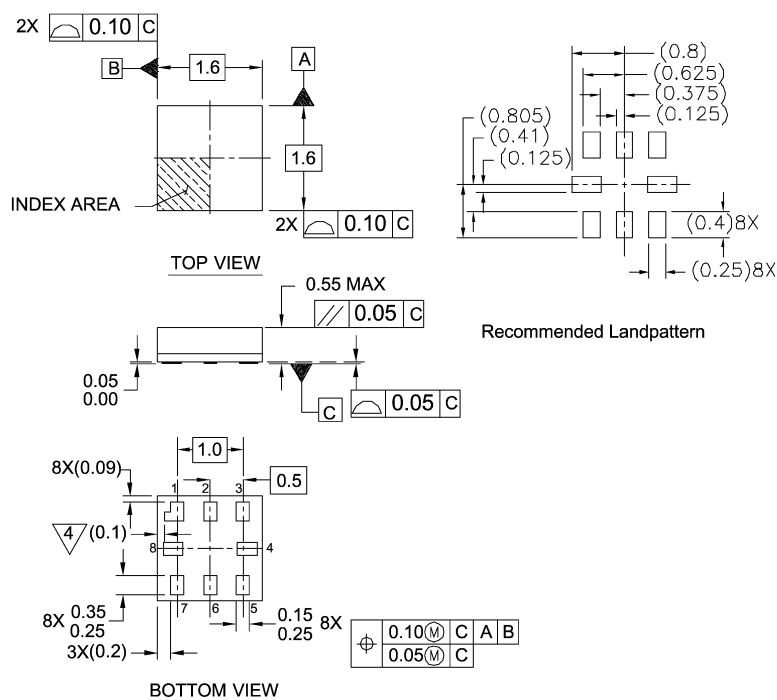 2X 0.10 C
B
1.6
A
1.6
INDEX AREA
2X 0.10 C
TOP VIEW
(0.8)
(0.625)
(0.375)
(0.125)
(0.805)
(0.41)
(0.125)
(0.4)8X
(0.25)8X
Recommended Landpattern
0.55 MAX
// 0.05 C
0.05
0.00
C
0.05 C
1.0
8X(0.09)
1 2 3
0.5
4 (0.1)
8 4
8X 0.35
0.25
7 6 5
0.15
0.25 8X
3X(0.2)
0.10 M C A B
0.05 M C
BOTTOM VIEW